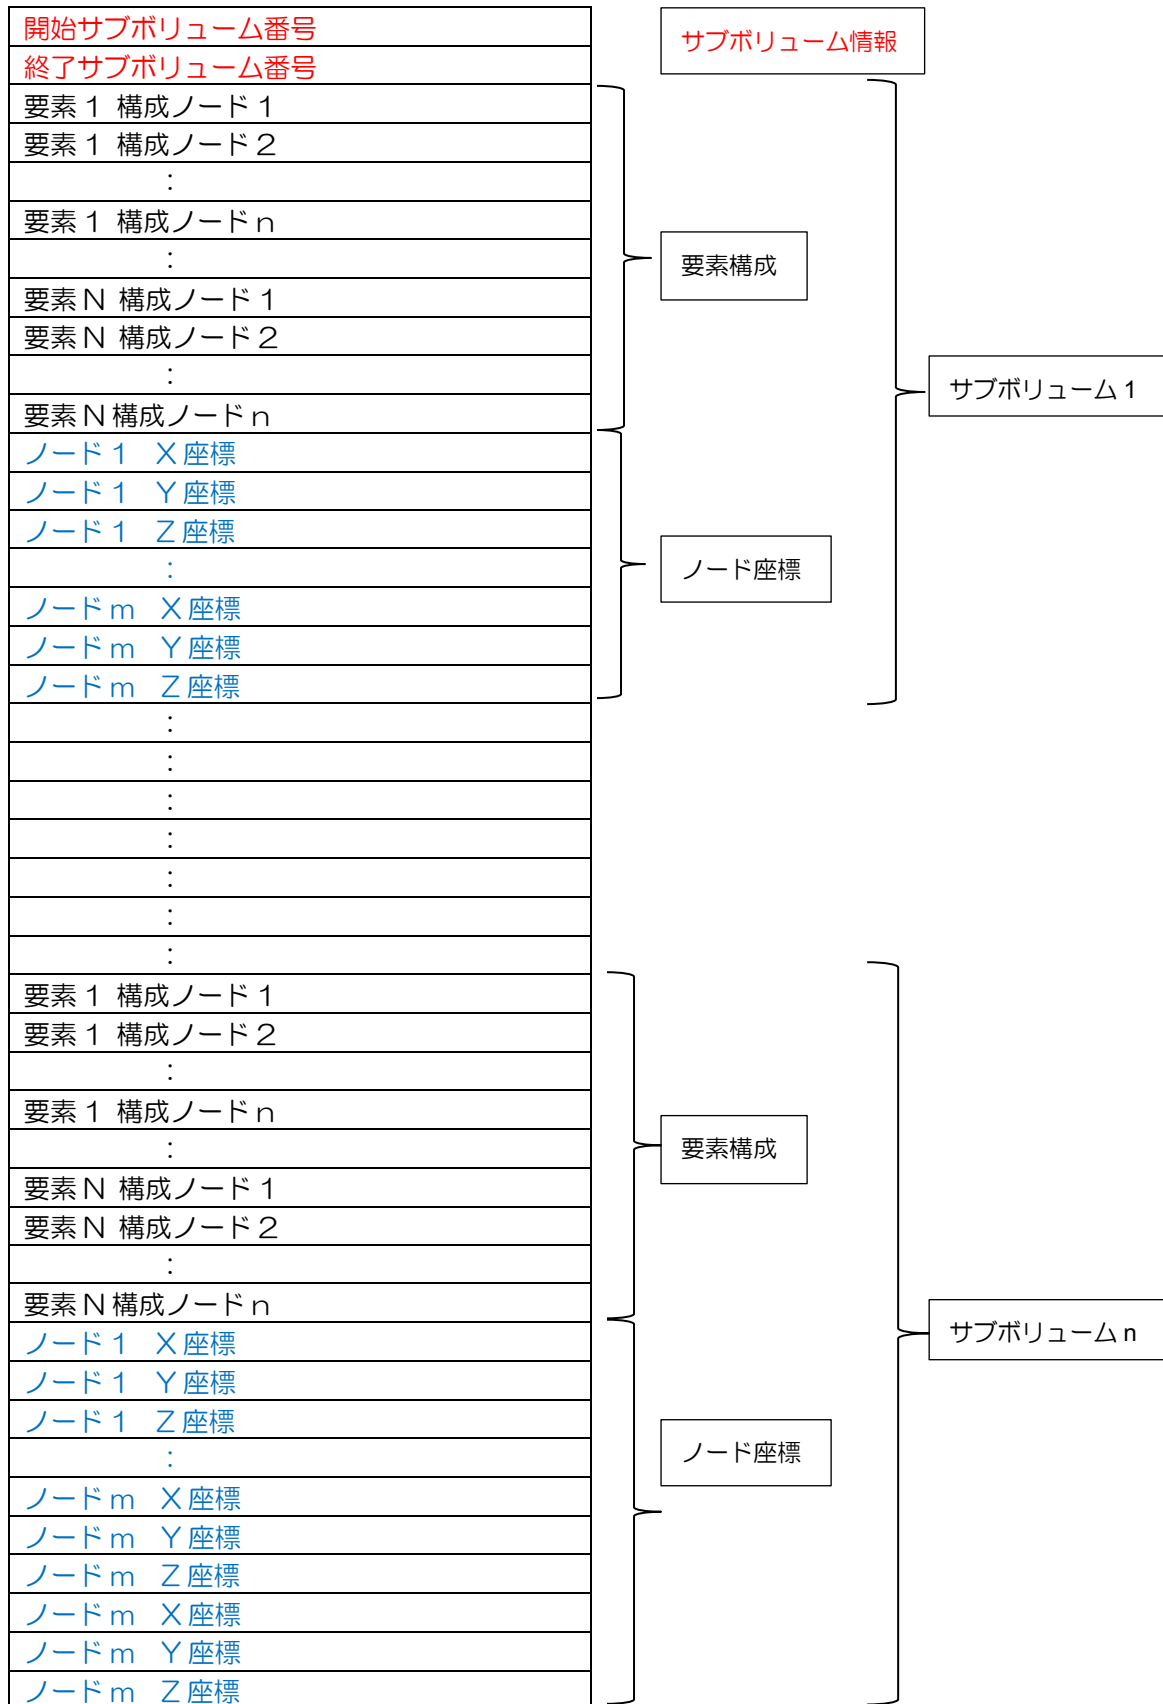 開始サブボリューム番号
サブボリューム情報
終了サブボリューム番号
要素１ 構成ノード１
要素１ 構成ノード２
：
要素１ 構成ノードｎ
：
要素構成
要素Ｎ 構成ノード１
要素Ｎ 構成ノード２
：
サブボリューム1
要素Ｎ構成ノードｎ
ノード１　Ｘ座標
ノード１　Ｙ座標
ノード１　Ｚ座標
：
ノード座標
ノードｍ　Ｘ座標
ノードｍ　Ｙ座標
ノードｍ　Ｚ座標
：
：
：
：
：
：
：
要素１ 構成ノード１
要素１ 構成ノード２
：
要素１ 構成ノードｎ
：
要素構成
要素Ｎ 構成ノード１
要素Ｎ 構成ノード２
：
要素Ｎ構成ノードｎ
サブボリュームn
ノード１　Ｘ座標
ノード１　Ｙ座標
ノード１　Ｚ座標
：
ノード座標
ノードｍ　Ｘ座標
ノードｍ　Ｙ座標
ノードｍ　Ｚ座標
ノードｍ　Ｘ座標
ノードｍ　Ｙ座標
ノードｍ　Ｚ座標